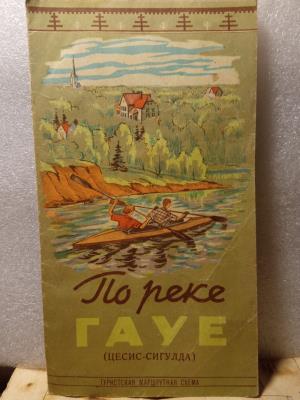 По реке
ГАУЕ
(ЦЕСИС-СИГУЛДА)
ТУРИСТСКАЯ МАРШРУТНАЯ СХЕМА